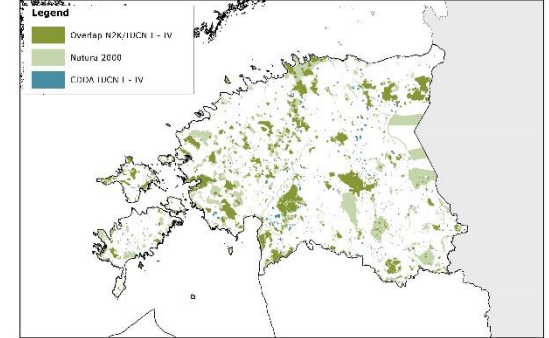 Legend
Overlap N2K/IUCN I - IV
Natura 2000
CDDA IUCN I - IV